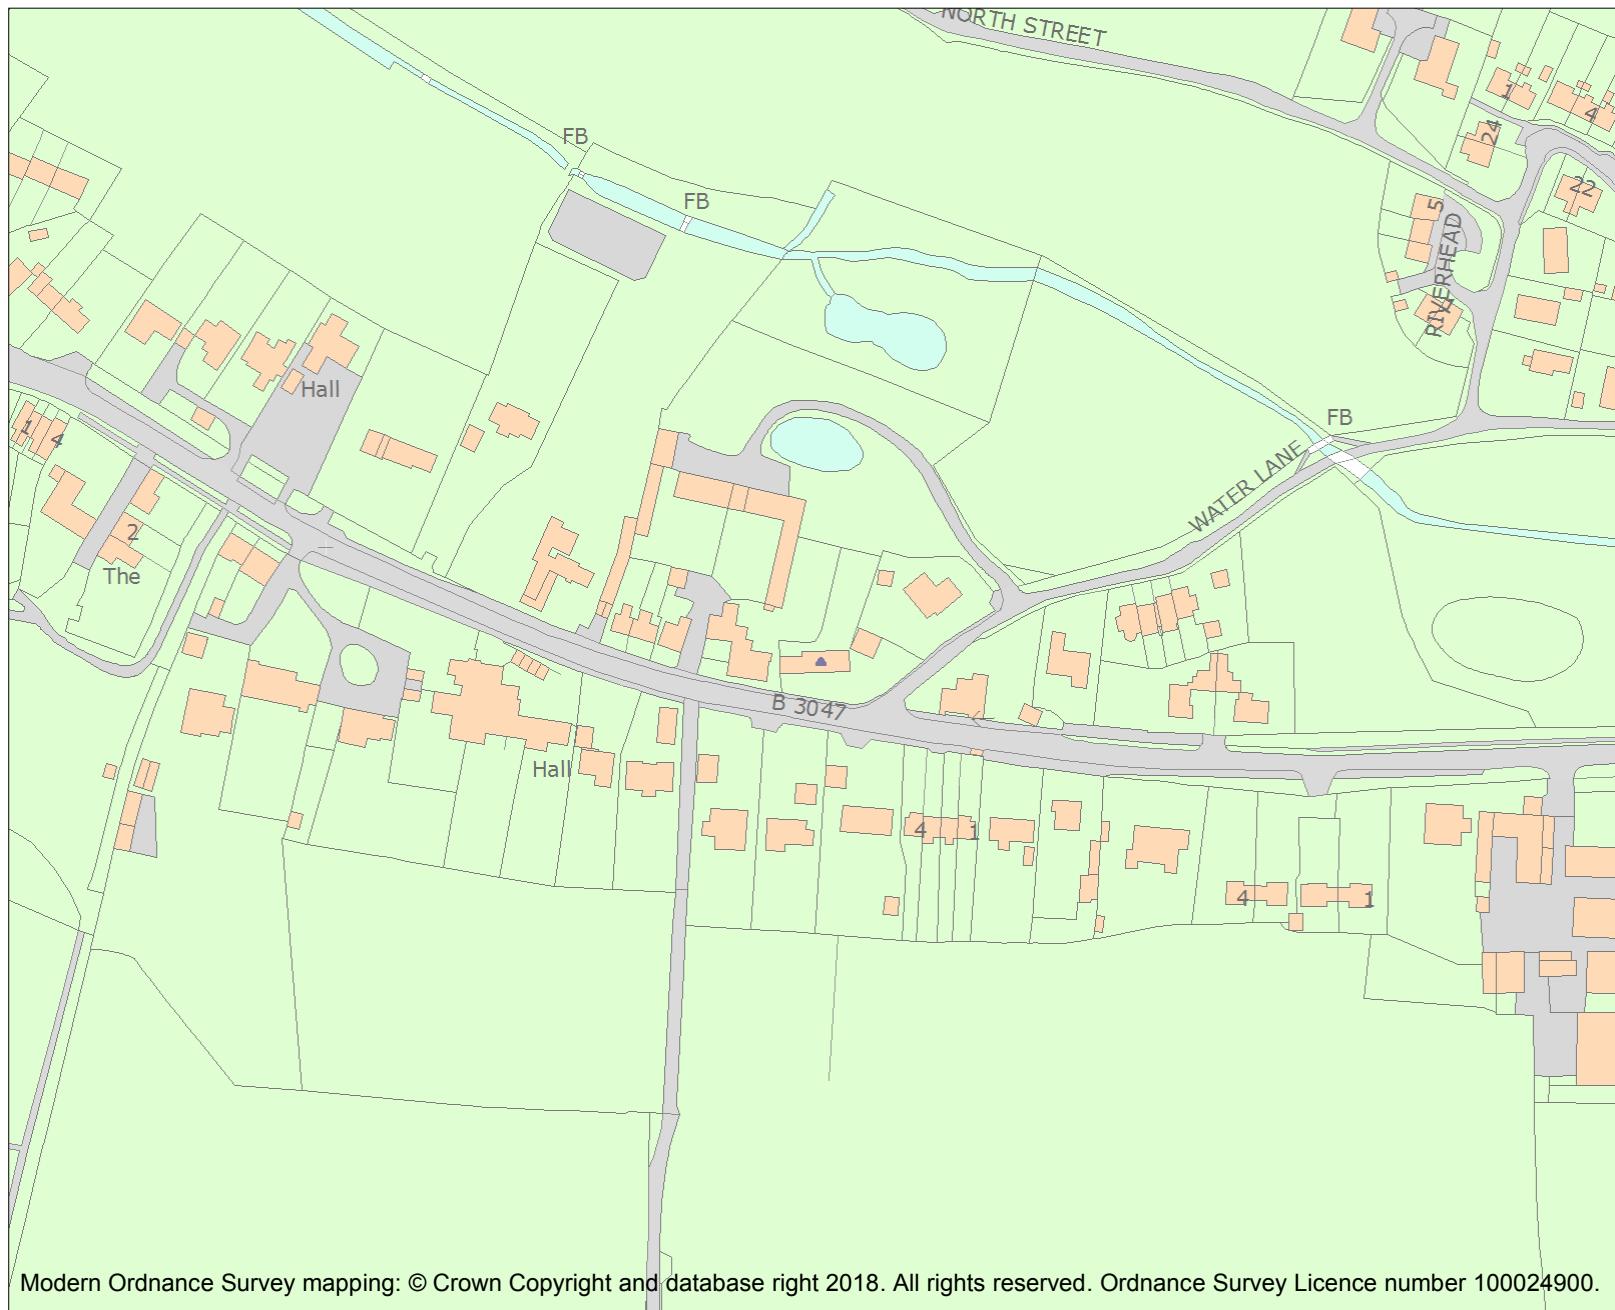 NORTH STREET
1
4
24
FB
22
FB
5
RIVERHEAD
1
Hall
FB
1
4
WATER LANE
2
The
B 3047
Hall
4
1
4
1
Modern Ordnance Survey mapping: © Crown Copyright and database right 2018. All rights reserved. Ordnance Survey Licence number 100024900.